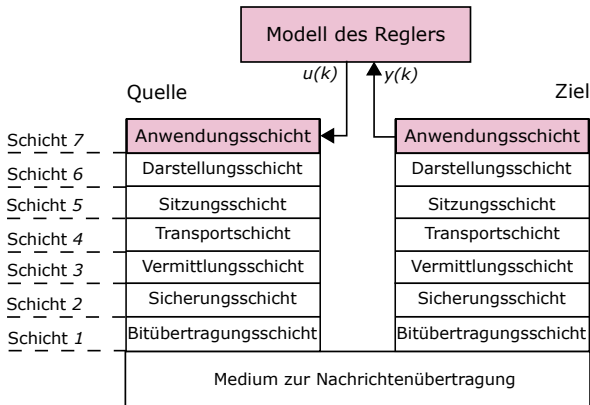 Modell des Reglers
u(k) y(k)
Quelle Ziel
Schicht 7 Anwendungsschicht Anwendungsschicht
Schicht 6 Darstellungsschicht Darstellungsschicht
Schicht 5 Sitzungsschicht Sitzungsschicht
Schicht 4 Transportschicht Transportschicht
Schicht 3 Vermittlungsschicht Vermittlungsschicht
Schicht 2 Sicherungsschicht Sicherungsschicht
Schicht 1 Bitübertragungsschicht Bitübertragungsschicht
Medium zur Nachrichtenübertragung